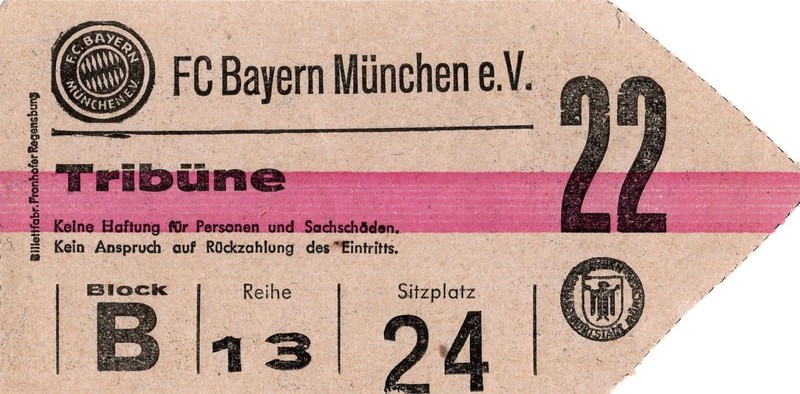 F.C. BAYERN
MÜNCHEN E.V.
FC Bayern München e.V.
22
Billettfabr. Fronhofer Regensburg
Tribüne
Keine Haftung für Personen und Sachschäden.
Kein Anspruch auf Rückzahlung des Eintritts.
Block
B
Reihe
13
Sitzplatz
24